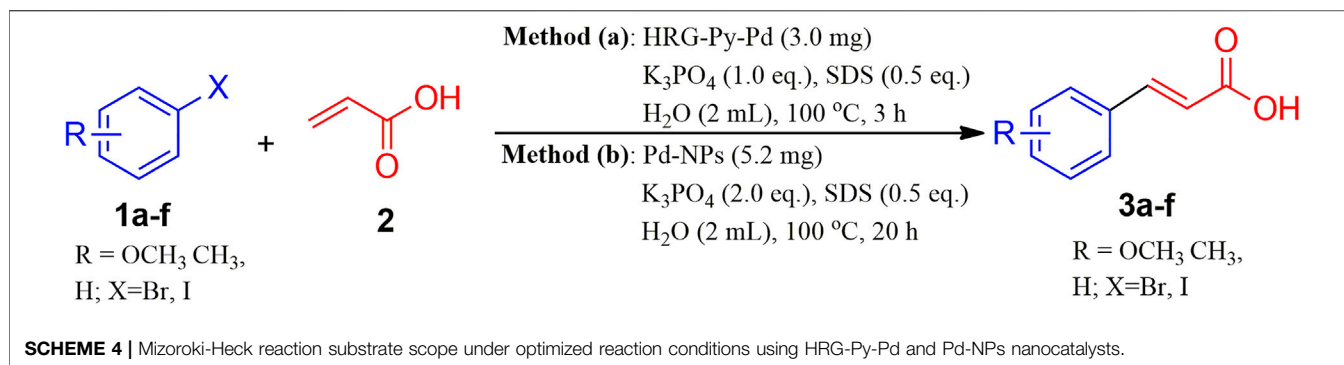 Method (a): HRG-Py-Pd (3.0 mg)
K₃PO₄ (1.0 eq.), SDS (0.5 eq.)
H₂O (2 mL), 100 °C, 3 h
Method (b): Pd-NPs (5.2 mg)
K₃PO₄ (2.0 eq.), SDS (0.5 eq.)
H₂O (2 mL), 100 °C, 20 h
R
X
+
OH
O
R
O
OH
1a-f
2
3a-f
R = OCH₃ CH₃,
H; X=Br, I
R = OCH₃ CH₃,
H; X=Br, I
SCHEME 4 | Mizoroki-Heck reaction substrate scope under optimized reaction conditions using HRG-Py-Pd and Pd-NPs nanocatalysts.